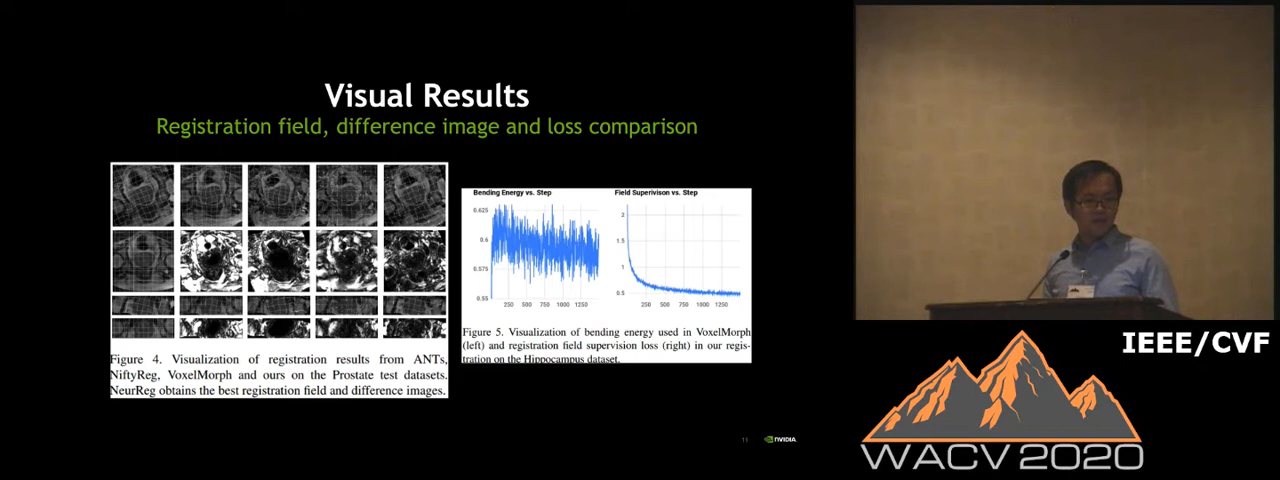 Visual Results
Registration field, difference image and loss comparison
Bending Energy vs. Step
0.625
0.6
0.575
0.55
250 500 750 1000 1250
Field Superivison vs. Step
2
1.5
1
0.5
250 500 750 1000 1250
Figure 4. Visualization of registration results from ANTs,
NiftyReg, VoxelMorph and ours on the Prostate test datasets.
NeurReg obtains the best registration field and difference images.
Figure 5. Visualization of bending energy used in VoxelMorph
(left) and registration field supervision loss (right) in our regis-
tration on the Hippocampus dataset.
11
NVIDIA
IEEE/CVF
WACV 2020